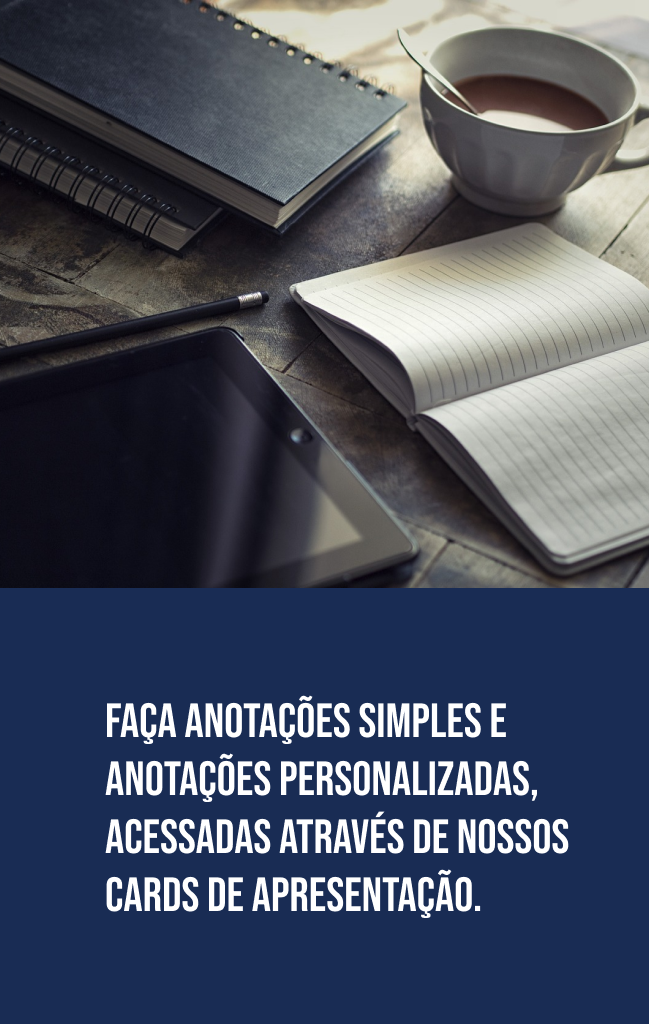 FAÇA ANOTAÇÕES SIMPLES E
ANOTAÇÕES PERSONALIZADAS,
ACESSADAS ATRAVÉS DE NOSSOS
CARDS DE APRESENTAÇÃO.